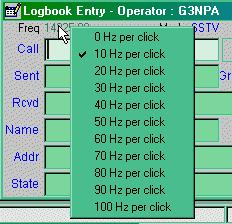 Logbook Entry - Operator : G3NPA
Freq SSTV
0 Hz per click
Call 10 Hz per click
20 Hz per click
Sent 30 Hz per click Gr
40 Hz per click
Rcvd 50 Hz per click
60 Hz per click
Name 70 Hz per click
Addr 80 Hz per click
90 Hz per click
State 100 Hz per click